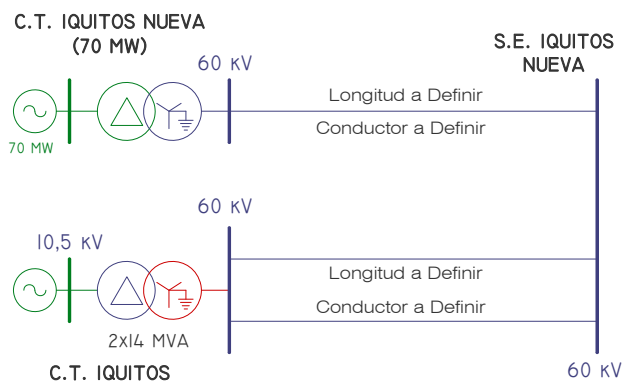 C.T. IQUITOS NUEVA
(70 MW)
60 kV
S.E. IQUITOS
NUEVA
Longitud a Definir
Conductor a Definir
70 MW
60 kV
10,5 kV
Longitud a Definir
Conductor a Definir
2x14 MVA
C.T. IQUITOS
60 kV